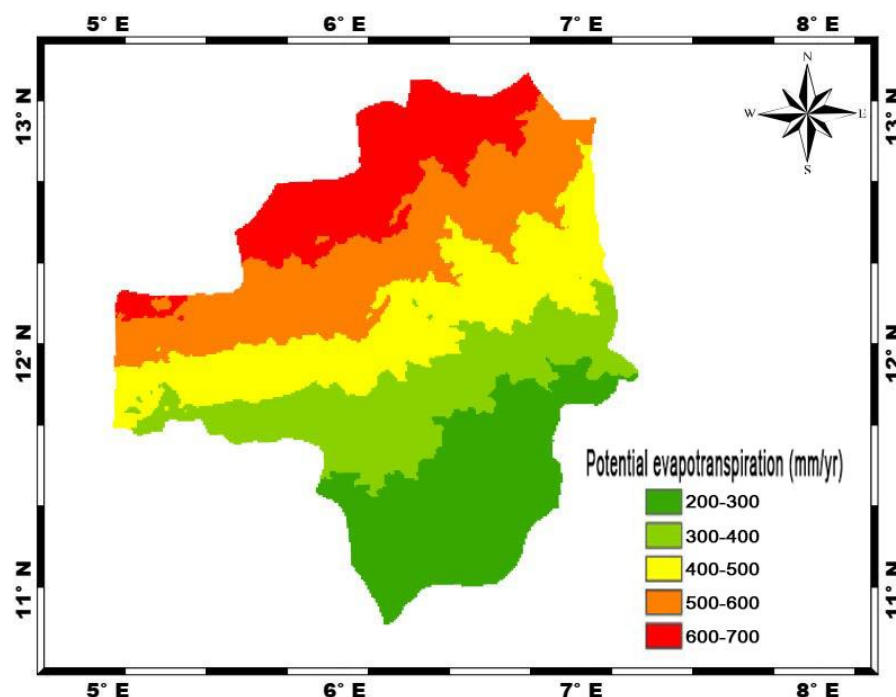 5° E 6° E 7° E 8° E
N
13° N 13° N
W E
S
12° N 12° N
Potential evapotranspiration (mm/yr)
200-300
300-400
400-500
11° N 11° N
500-600
600-700
5° E 6° E 7° E 8° E